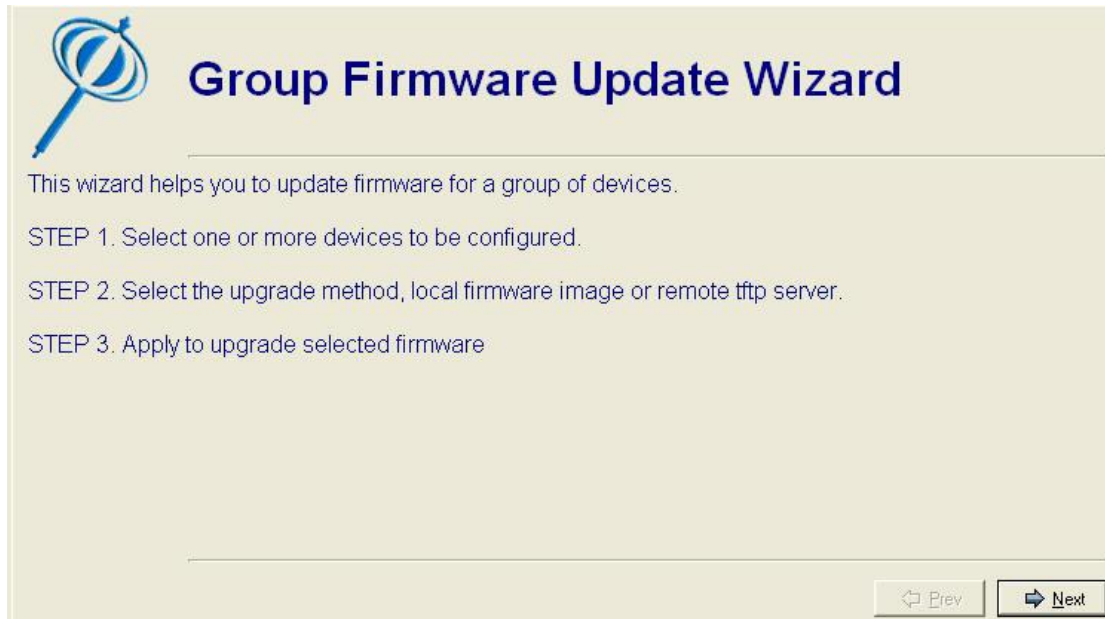 Group Firmware Update Wizard
This wizard helps you to update firmware for a group of devices.
STEP 1. Select one or more devices to be configured.
STEP 2. Select the upgrade method, local firmware image or remote tftp server.
STEP 3. Apply to upgrade selected firmware
Prev Next